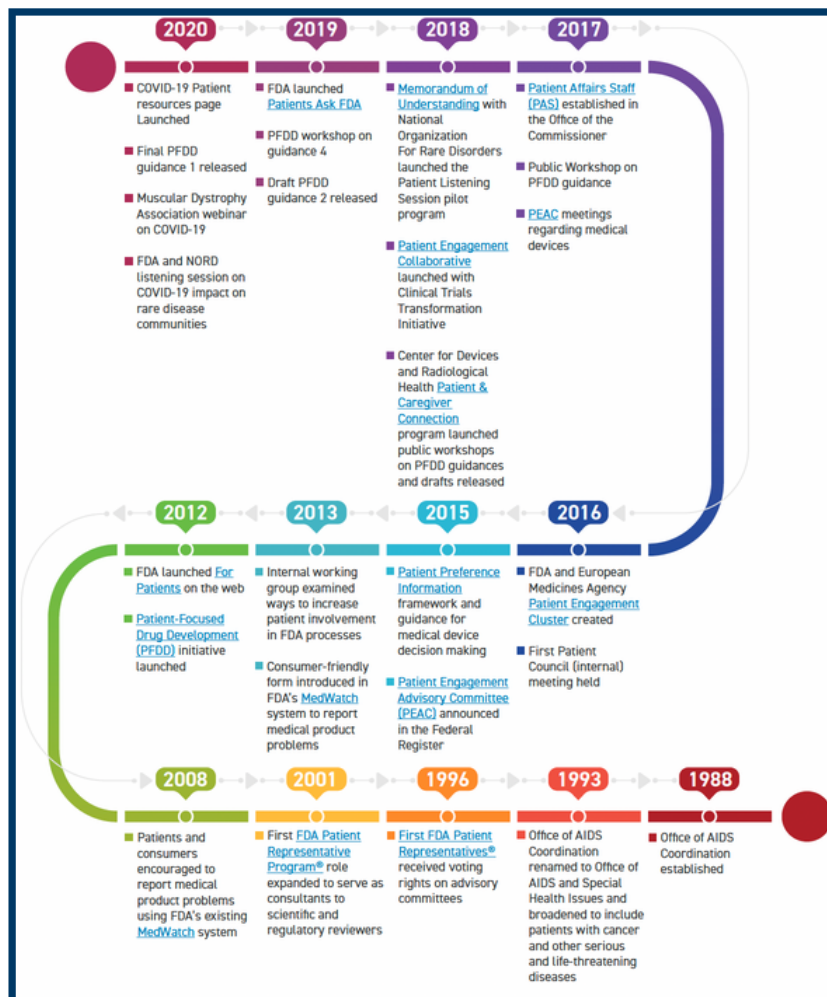 2020
COVID-19 Patient
resources page
Launched
Final PFDD
guidance 1 released
Muscular Dystrophy
Association webinar
on COVID-19
FDA and NORD
listening session on
COVID-19 impact on
rare disease
communities
2019
FDA launched
Patients Ask FDA
PFDD workshop on
guidance 4
Draft PFDD
guidance 2 released
2018
Memorandum of
Understanding with
National
Organization
For Rare Disorders
launched the
Patient Listening
Session pilot
program
Patient Engagement
Collaborative
launched with
Clinical Trials
Transformation
Initiative
Center for Devices
and Radiological
Health Patient &
Caregiver
Connection
program launched
public workshops
on PFDD guidances
and drafts released
2017
Patient Affairs Staff
(PAS) established in
the Office of the
Commissioner
Public Workshop on
PFDD guidance
PEAC meetings
regarding medical
devices
2012
FDA launched For
Patients on the web
Patient-Focused
Drug Development
(PFDD) initiative
launched
2013
Internal working
group examined
ways to increase
patient involvement
in FDA processes
Consumer-friendly
form introduced in
FDA's MedWatch
system to report
medical product
problems
2015
Patient Preference
Information
framework and
guidance for
medical device
decision making
Patient Engagement
Advisory Committee
(PEAC) announced
in the Federal
Register
2016
FDA and European
Medicines Agency
Patient Engagement
Cluster created
First Patient
Council (internal)
meeting held
2008
Patients and
consumers
encouraged to
report medical
product problems
using FDA's existing
MedWatch system
2001
First FDA Patient
Representative
Program® role
expanded to serve as
consultants to
scientific and
regulatory reviewers
1996
First FDA Patient
Representatives®
received voting
rights on advisory
committees
1993
Office of AIDS
Coordination
renamed to Office of
AIDS and Special
Health Issues and
broadened to include
patients with cancer
and other serious
and life-threatening
diseases
1988
Office of AIDS
Coordination
established